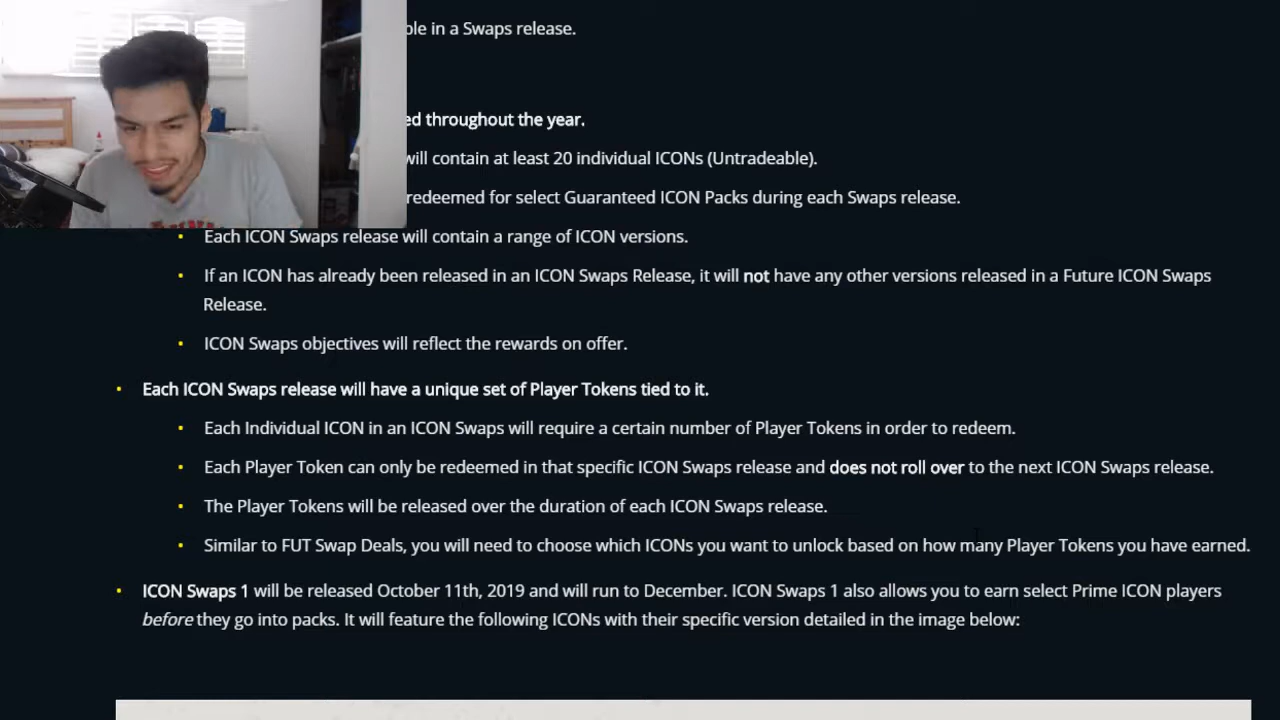 ble in a Swaps release.
ed throughout the year.
will contain at least 20 individual ICONs (Untradeable).
redeemed for select Guaranteed ICON Packs during each Swaps release.
Each ICON Swaps release will contain a range of ICON versions.
If an ICON has already been released in an ICON Swaps Release, it will not have any other versions released in a Future ICON Swaps
Release.
ICON Swaps objectives will reflect the rewards on offer.
Each ICON Swaps release will have a unique set of Player Tokens tied to it.
Each Individual ICON in an ICON Swaps will require a certain number of Player Tokens in order to redeem.
Each Player Token can only be redeemed in that specific ICON Swaps release and does not roll over to the next ICON Swaps release.
The Player Tokens will be released over the duration of each ICON Swaps release.
Similar to FUT Swap Deals, you will need to choose which ICONs you want to unlock based on how many Player Tokens you have earned.
ICON Swaps 1 will be released October 11th, 2019 and will run to December. ICON Swaps 1 also allows you to earn select Prime ICON players
before they go into packs. It will feature the following ICONs with their specific version detailed in the image below: